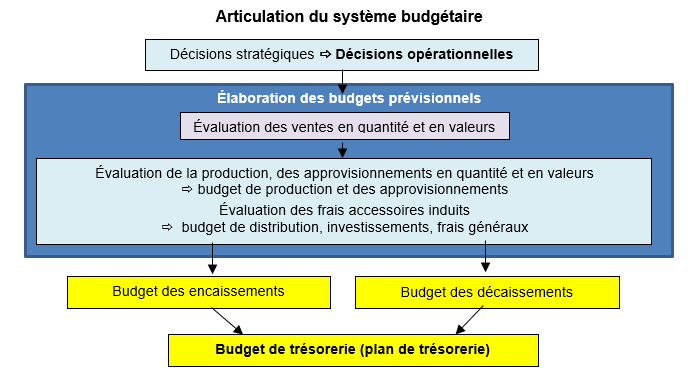 Articulation du système budgétaire
Décisions stratégiques ⇨ Décisions opérationnelles
Élaboration des budgets prévisionnels
Évaluation des ventes en quantité et en valeurs
Évaluation de la production, des approvisionnements en quantité et en valeurs
⇨ budget de production et des approvisionnements
Évaluation des frais accessoires induits
⇨ budget de distribution, investissements, frais généraux
Budget des encaissements
Budget des décaissements
Budget de trésorerie (plan de trésorerie)